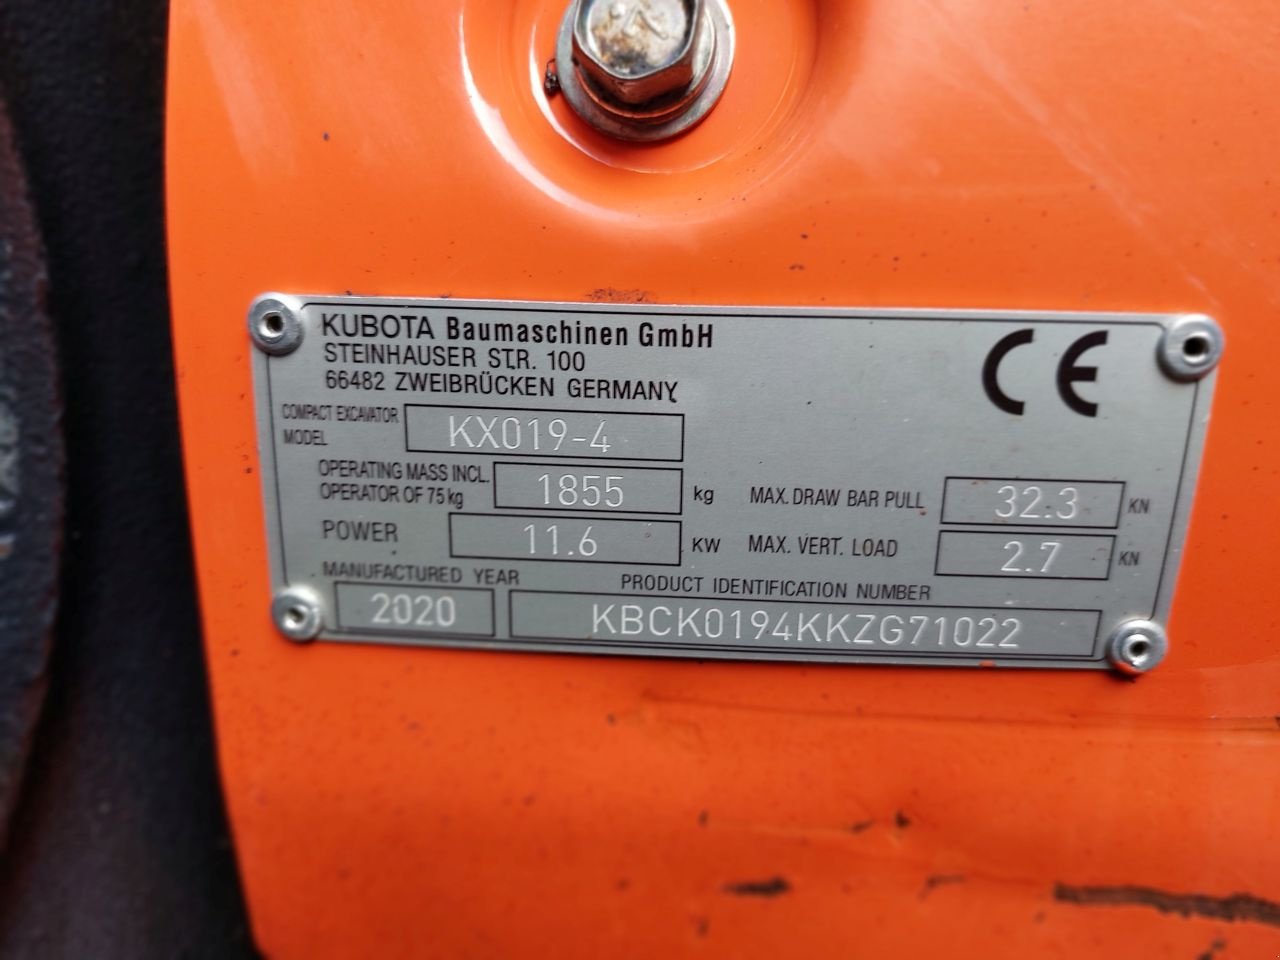 KUBOTA Baumaschinen GmbH
STEINHAUSER STR. 100
66482 ZWEIBRÜCKEN GERMANY
CE
COMPACT EXCAVATOR
MODEL
KX019-4
OPERATING MASS INCL.
OPERATOR OF 75 kg
1855 kg
MAX. DRAW BAR PULL 32.3 KN
POWER 11.6 KW
MAX. VERT. LOAD 2.7 KN
MANUFACTURED YEAR
2020
PRODUCT IDENTIFICATION NUMBER
KBCK0194KKZG71022